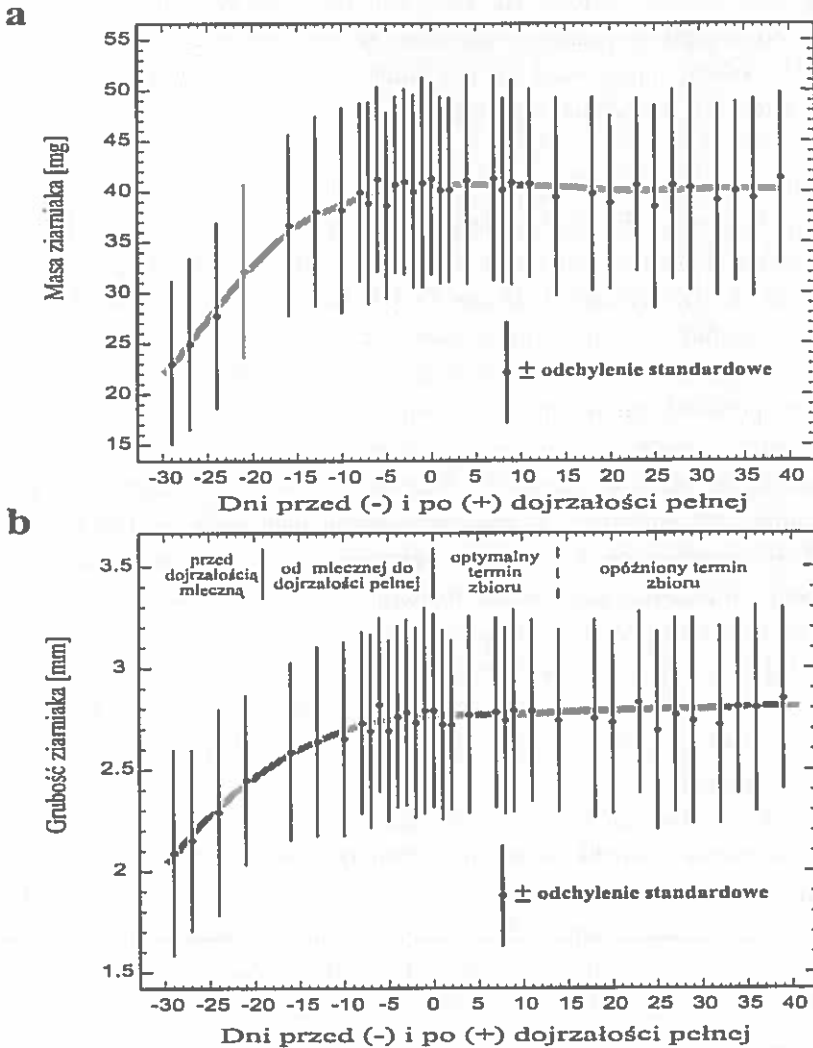 a
55
50
45
40
35
30
25
20
15
Masa ziarniaka [mg]
± odchylenie standardowe
-30 -25 -20 -15 -10 -5 0 5 10 15 20 25 30 35 40
Dni przed (-) i po (+) dojrzałości pełnej
b
przed
dojrzałością
mleczną
od mlecznej do
dojrzałości pełnej
optymalny
termin
zbioru
opóźniony termin
zbioru
3.5
3
2.5
2
1.5
Grubość ziarniaka [mm]
± odchylenie standardowe
-30 -25 -20 -15 -10 -5 0 5 10 15 20 25 30 35 40
Dni przed (-) i po (+) dojrzałości pełnej